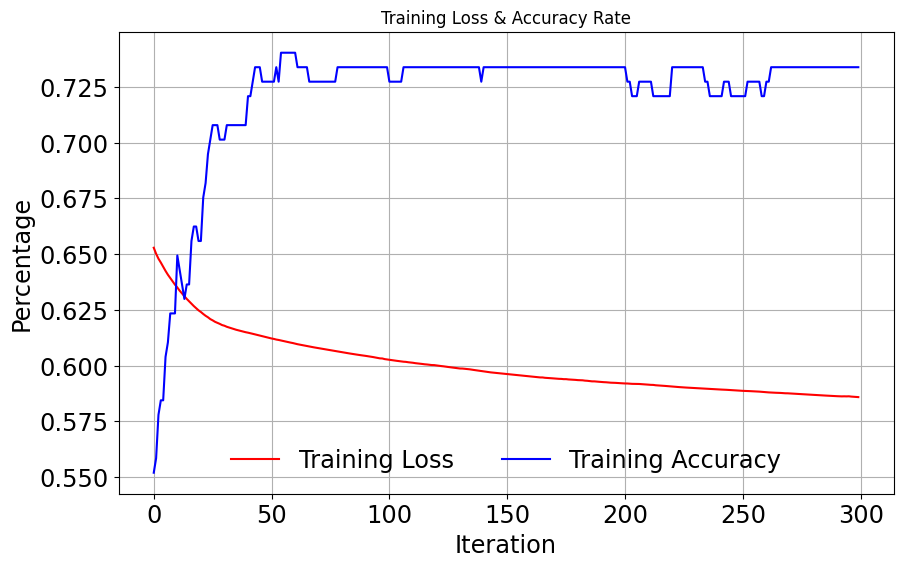 Training Loss & Accuracy Rate
Percentage
0.725
0.700
0.675
0.650
0.625
0.600
0.575
0.550
Training Loss
Training Accuracy
0 50 100 150 200 250 300
Iteration